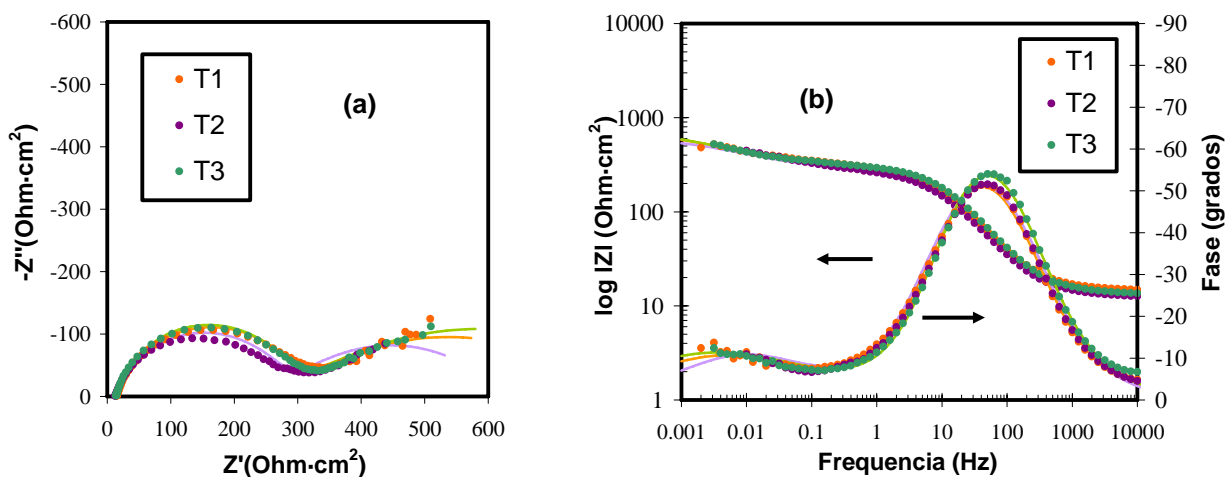 -600
-500
-400
-300
-200
-100
0
-Z''(Ohm·cm²)
T1
T2
T3
(a)
0 100 200 300 400 500 600
Z'(Ohm·cm²)
10000
1000
100
10
1
log IZI (Ohm·cm²)
(b)
T1
T2
T3
-90
-80
-70
-60
-50
-40
-30
-20
-10
0
Fase (grados)
0.001 0.01 0.1 1 10 100 1000 10000
Frequencia (Hz)